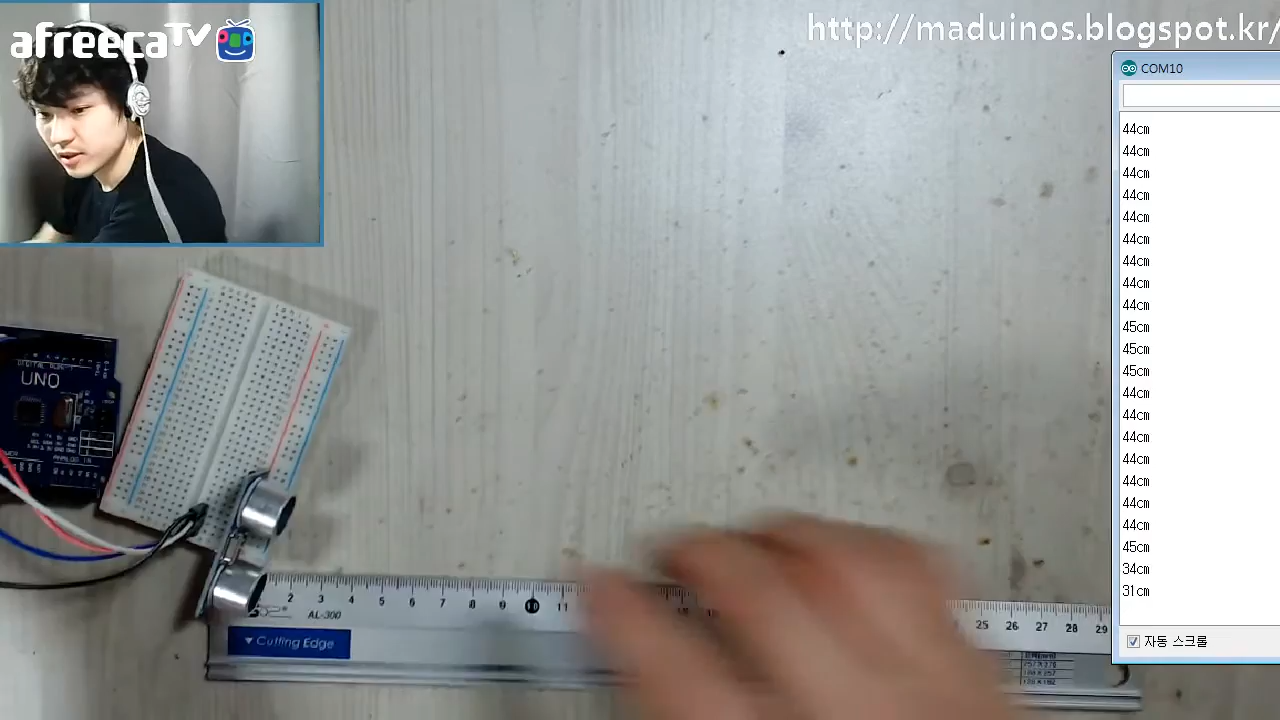 afreecaTV
http://maduinos.blogspot.kr/
COM10
44cm
44cm
44cm
44cm
44cm
44cm
44cm
44cm
44cm
45cm
45cm
45cm
44cm
44cm
44cm
44cm
44cm
44cm
44cm
45cm
34cm
31cm
자동 스크롤
UNO
2 3 4 5 6 7 8 9 10 11
25 26 27 28 29
AL-300
Cutting Edge